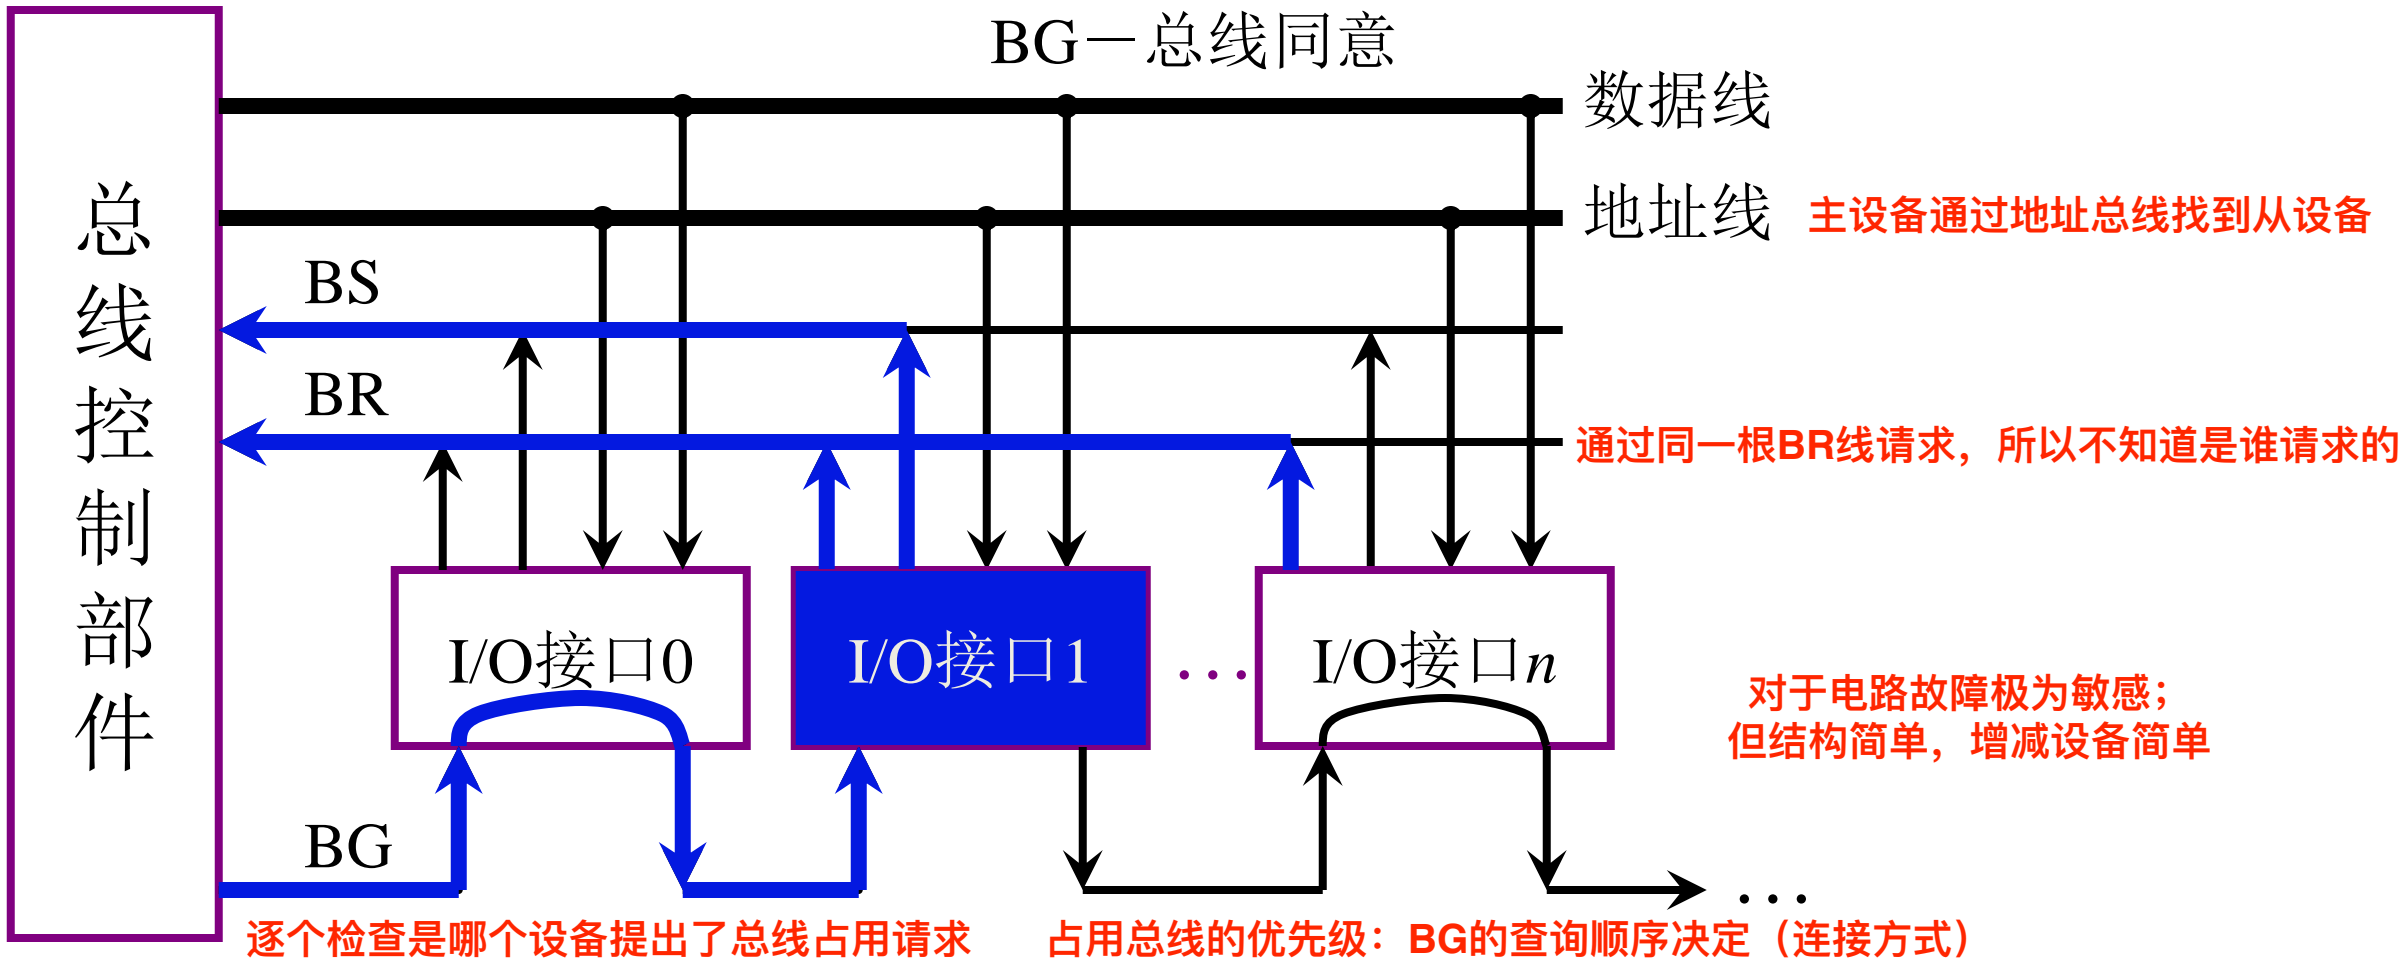 BG－总线同意
数据线
地址线 主设备通过地址总线找到从设备
总线控制部件
BS
BR
通过同一根BR线请求，所以不知道是谁请求的
I/O接口0
I/O接口1
…
I/O接口n
对于电路故障极为敏感；
但结构简单，增减设备简单
BG
…
逐个检查是哪个设备提出了总线占用请求
占用总线的优先级：BG的查询顺序决定（连接方式）